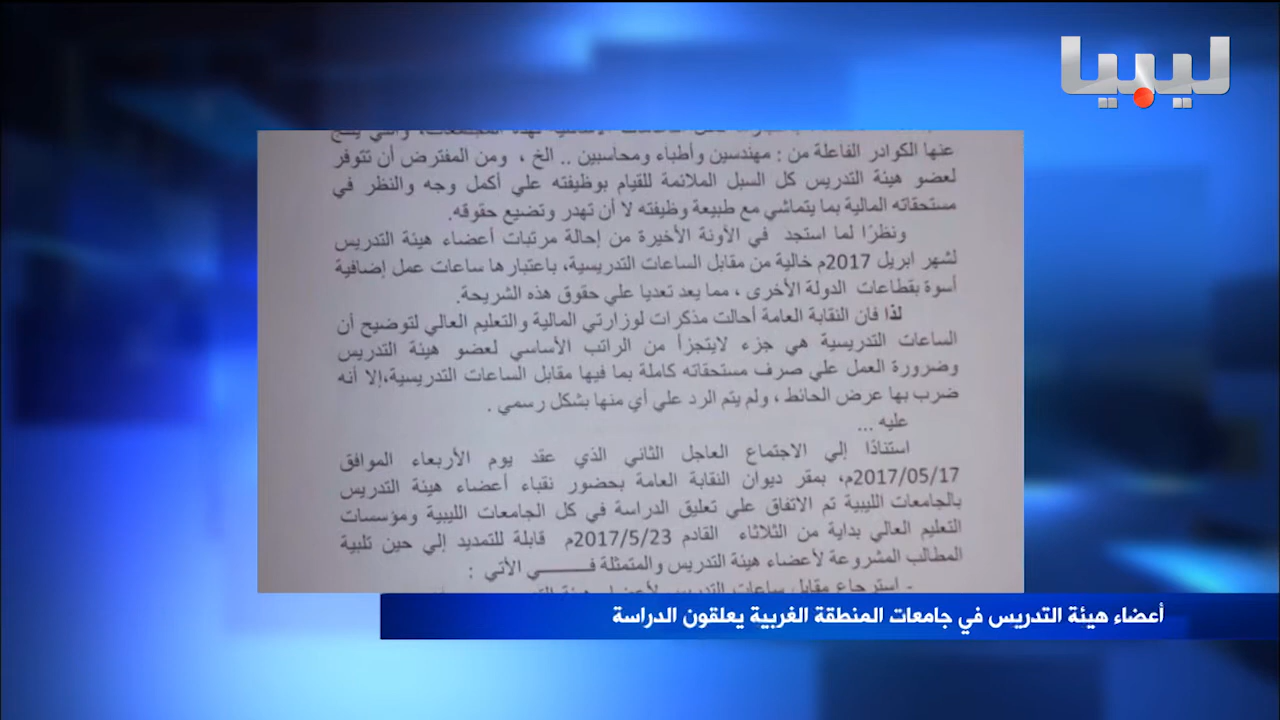 ليبيا
عنها الكوادر الفاعلة من : مهندسين وأطباء ومحاسبين .. الخ ، ومن المفترض أن تتوفر
لعضو هيئة التدريس كل السبل الملائمة للقيام بوظيفته علي أكمل وجه والنظر في
مستحقاته المالية بما يتماشي مع طبيعة وظيفته لا أن تهدر وتضيع حقوقه.
ونظرًا لما استجد في الأونة الأخيرة من إحالة مرتبات أعضاء هيئة التدريس
لشهر ابريل 2017م خالية من مقابل الساعات التدريسية، باعتبارها ساعات عمل إضافية
أسوة بقطاعات الدولة الأخرى ، مما يعد تعديا علي حقوق هذه الشريحة.
لذا فان النقابة العامة أحالت مذكرات لوزارتي المالية والتعليم العالي لتوضيح أن
الساعات التدريسية هي جزء لايتجزأ من الراتب الأساسي لعضو هيئة التدريس
وضرورة العمل علي صرف مستحقاته كاملة بما فيها مقابل الساعات التدريسية،إلا أنه
ضرب بها عرض الحائط ، ولم يتم الرد علي أي منها بشكل رسمي .
عليه ...
استنادًا إلي الاجتماع العاجل الثاني الذي عقد يوم الأربعاء الموافق
2017/05/17م، بمقر ديوان النقابة العامة بحضور نقباء أعضاء هيئة التدريس
بالجامعات الليبية تم الاتفاق علي تعليق الدراسة في كل الجامعات الليبية ومؤسسات
التعليم العالي بداية من الثلاثاء القادم 2017/5/23م قابلة للتمديد إلي حين تلبية
المطالب المشروعة لأعضاء هيئة التدريس والمتمثلة فــــــي الأتي :
- استرجاع مقابل ساعات التدريس لأعضاء هيئة
أعضاء هيئة التدريس في جامعات المنطقة الغربية يعلقون الدراسة